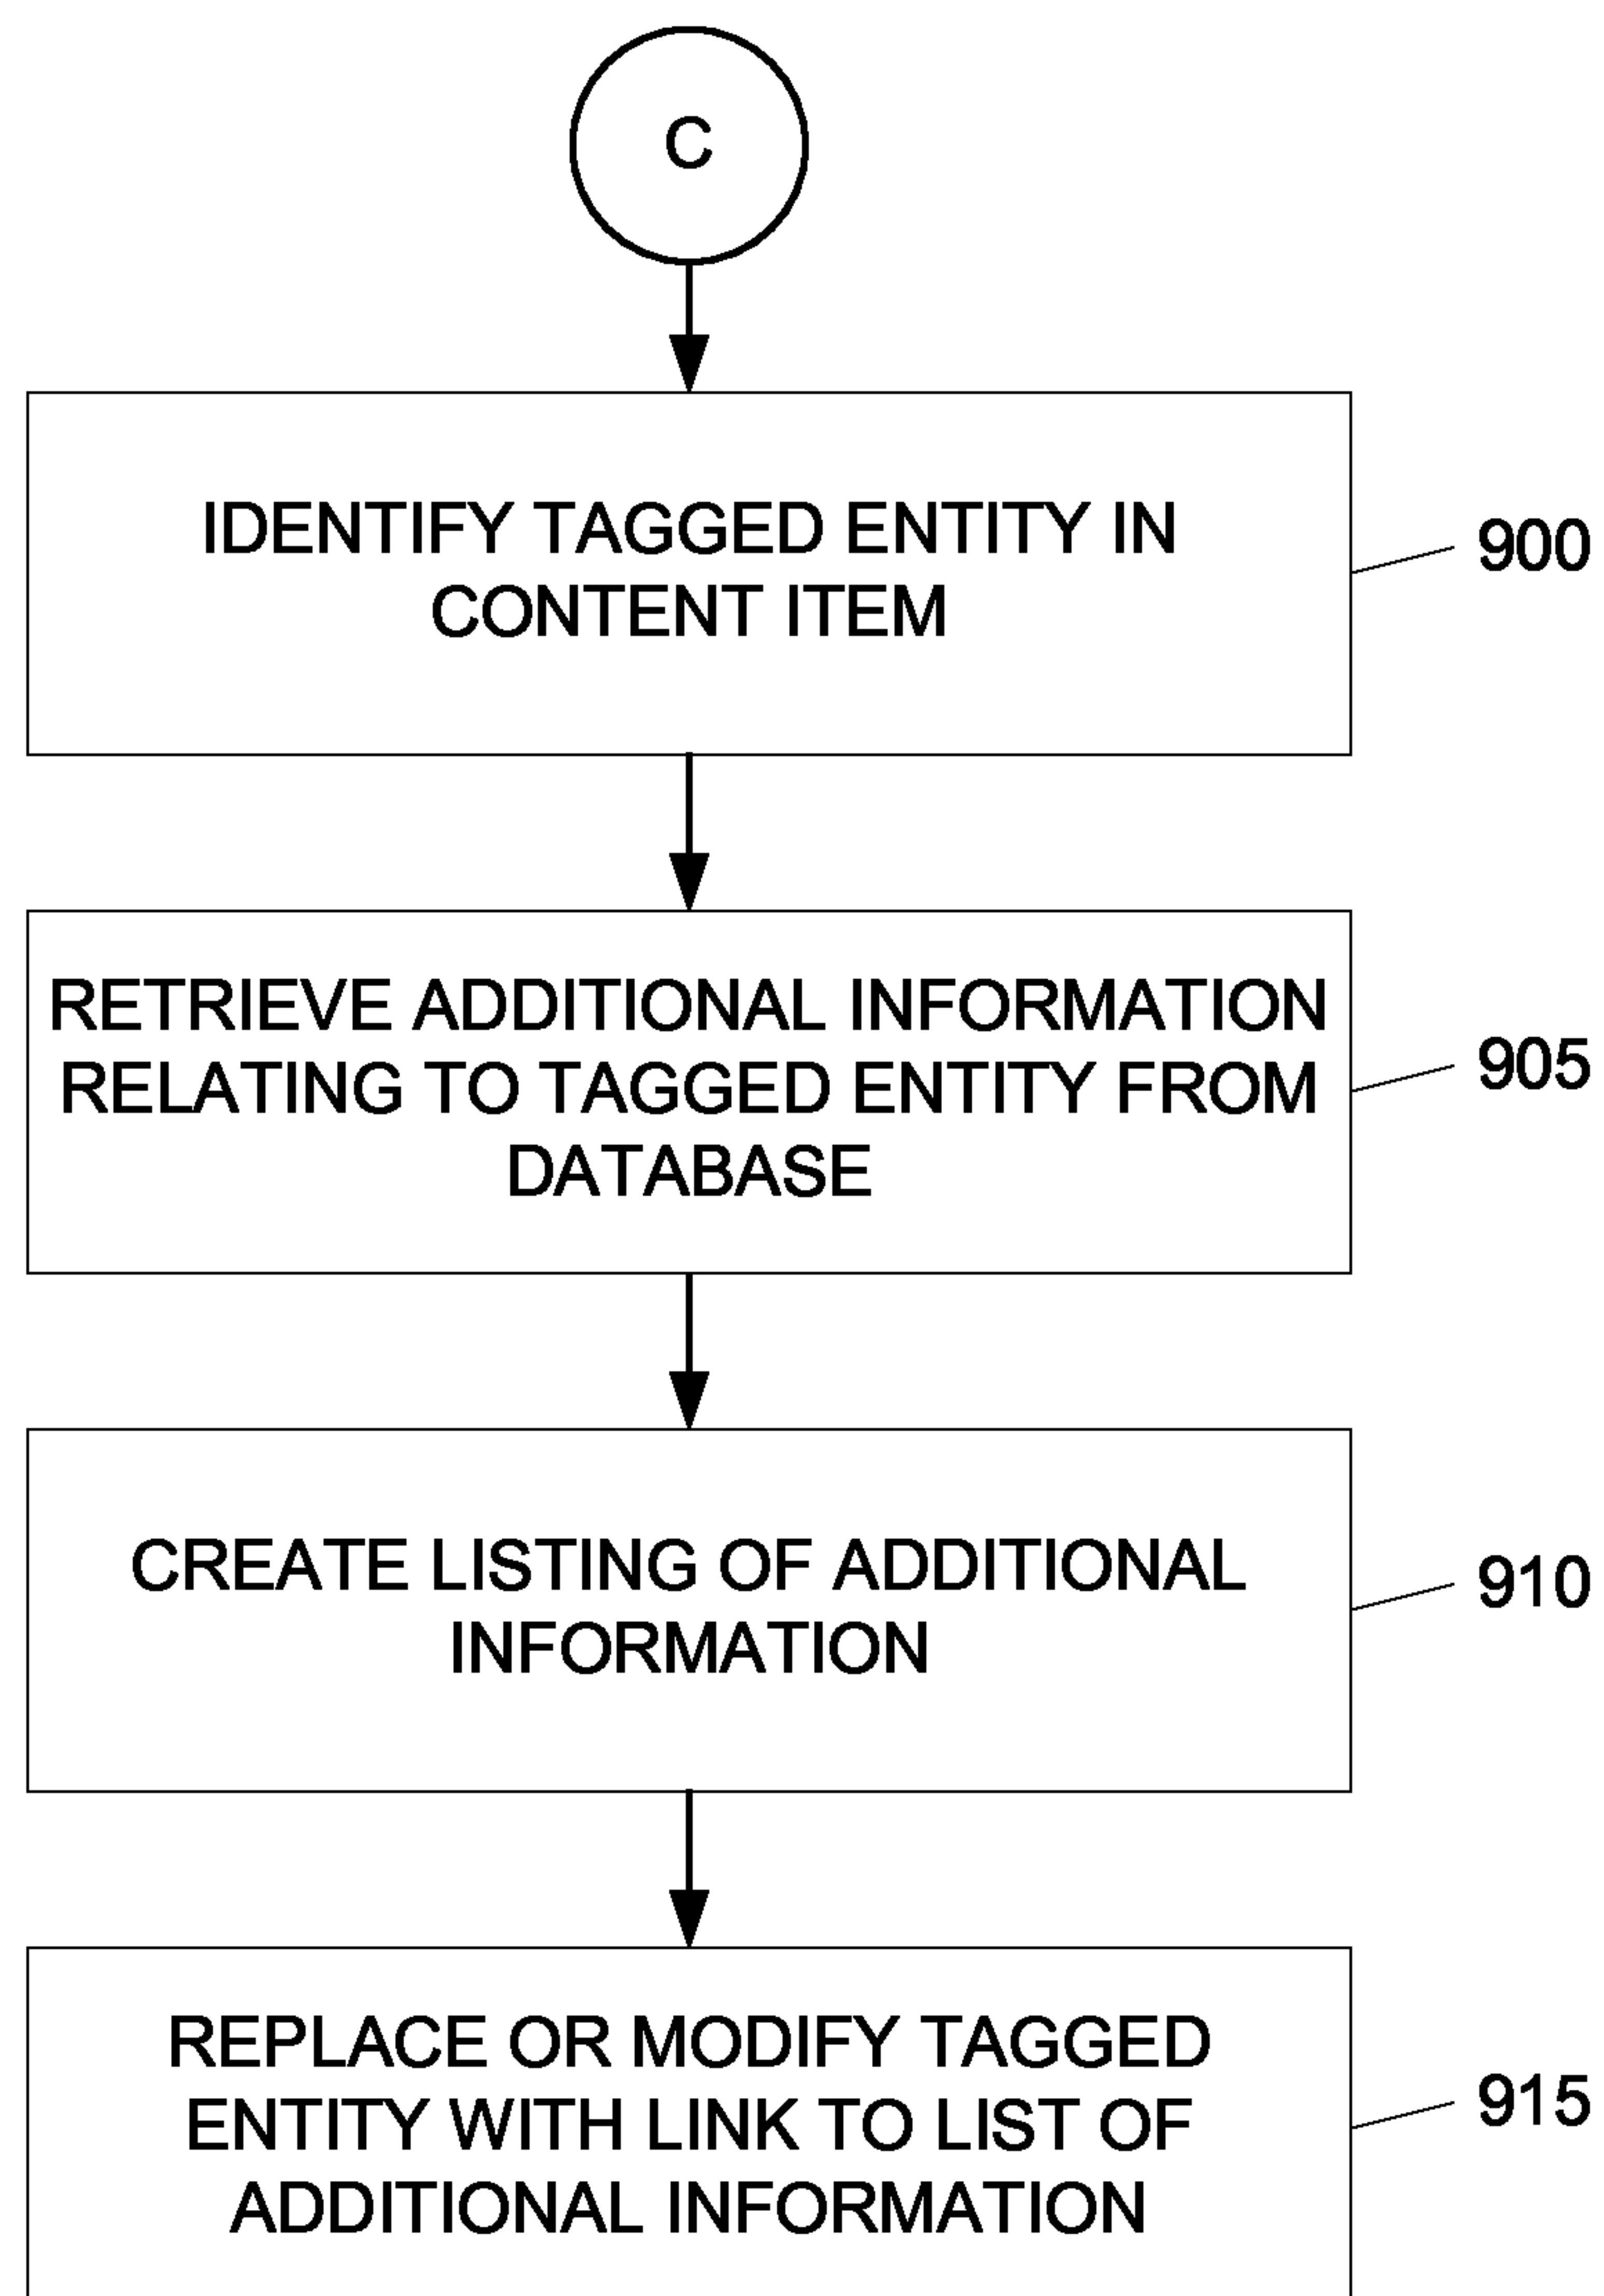 C
IDENTIFY TAGGED ENTITY IN
CONTENT ITEM
900
RETRIEVE ADDITIONAL INFORMATION
RELATING TO TAGGED ENTITY FROM
DATABASE
905
CREATE LISTING OF ADDITIONAL
INFORMATION
910
REPLACE OR MODIFY TAGGED
ENTITY WITH LINK TO LIST OF
ADDITIONAL INFORMATION
915